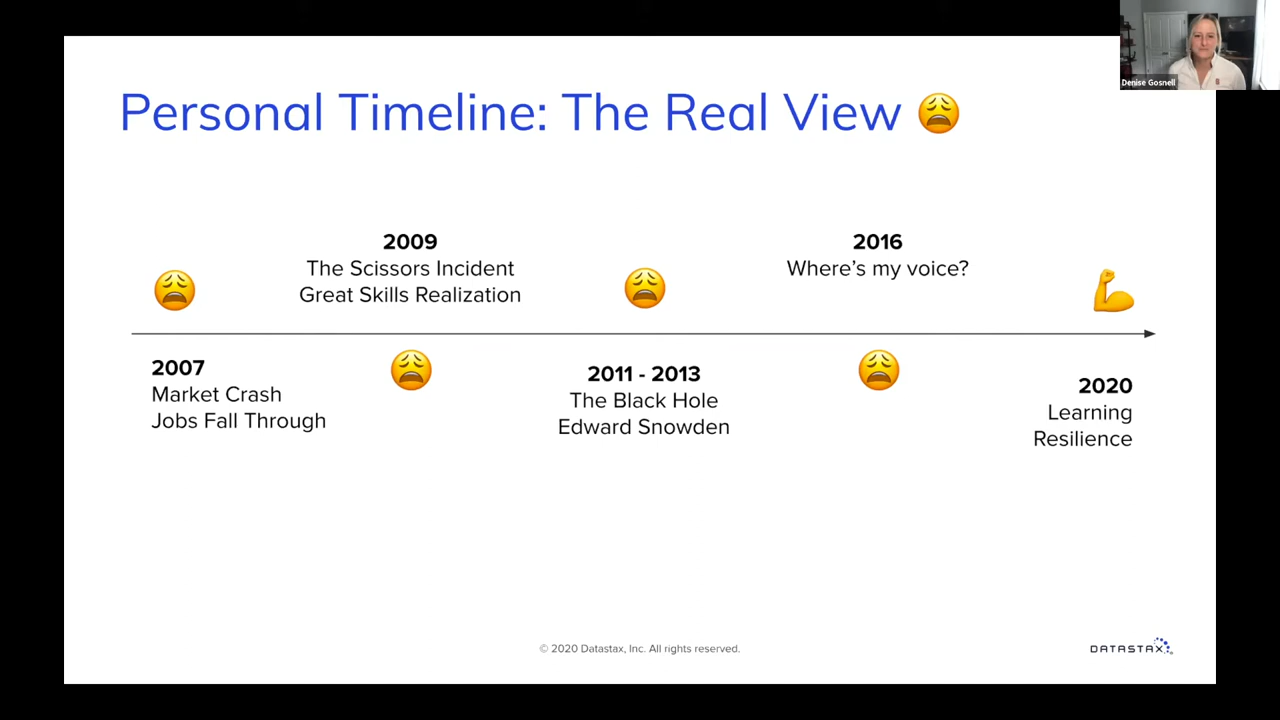 Denise Gosnell
Personal Timeline: The Real View 😩
2009
The Scissors Incident
Great Skills Realization
2016
Where's my voice?
2007
Market Crash
Jobs Fall Through
2011 - 2013
The Black Hole
Edward Snowden
2020
Learning
Resilience
© 2020 Datastax, Inc. All rights reserved.
DATASTAX